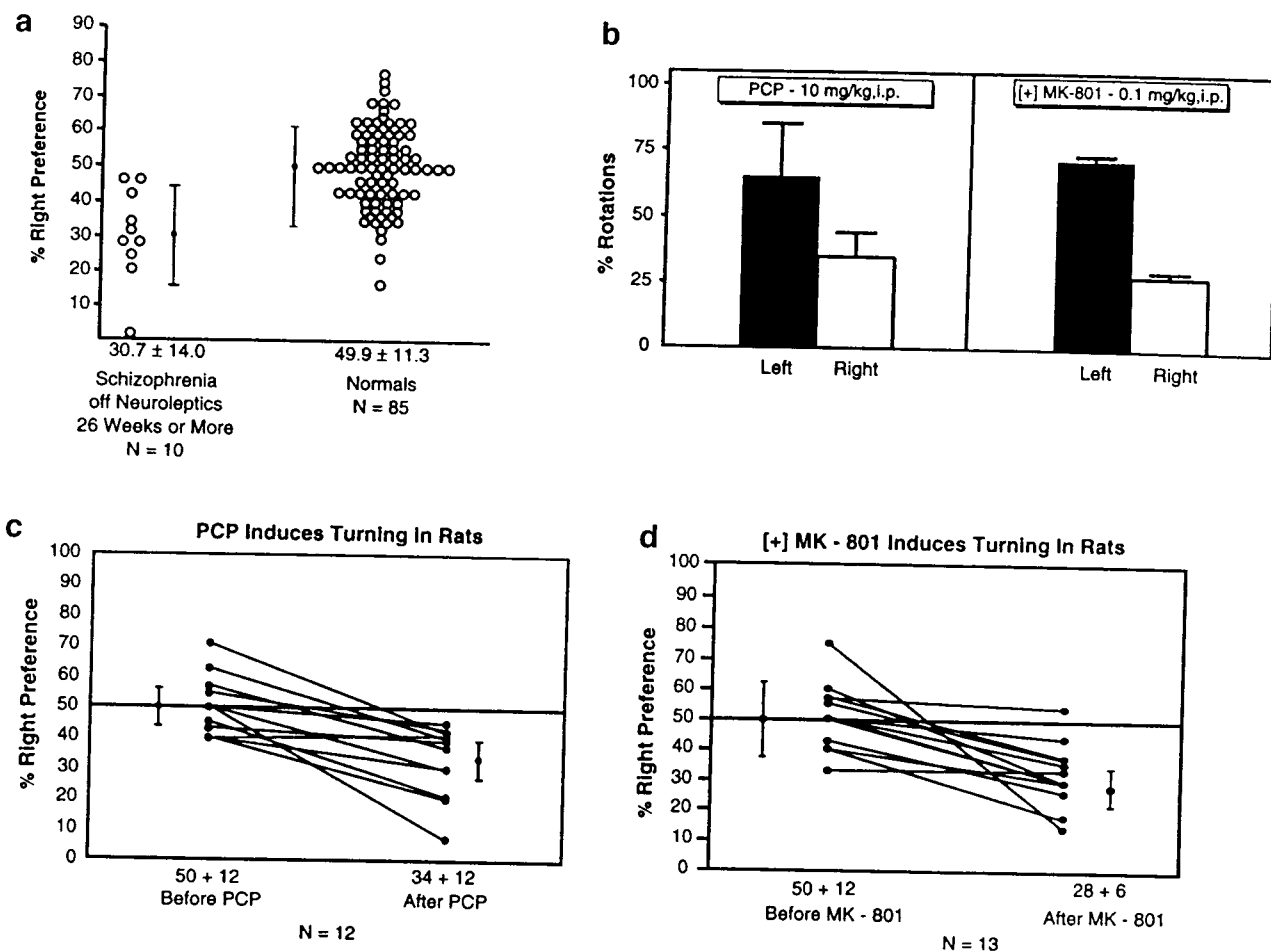 a
90
80
70
60
50
40
30
20
10
% Right Preference
30.7 ± 14.0
Schizophrenia
off Neuroleptics
26 Weeks or More
N = 10
49.9 ± 11.3
Normals
N = 85
b
100
75
50
25
0
% Rotations
PCP - 10 mg/kg,i.p.
[+] MK-801 - 0.1 mg/kg,i.p.
Left Right
Left Right
c
PCP Induces Turning In Rats
100
90
80
70
60
50
40
30
20
10
0
% Right Preference
50 + 12
Before PCP
34 + 12
After PCP
N = 12
d
[+] MK - 801 Induces Turning In Rats
100
90
80
70
60
50
40
30
20
10
0
% Right Preference
50 + 12
Before MK - 801
28 + 6
After MK - 801
N = 13